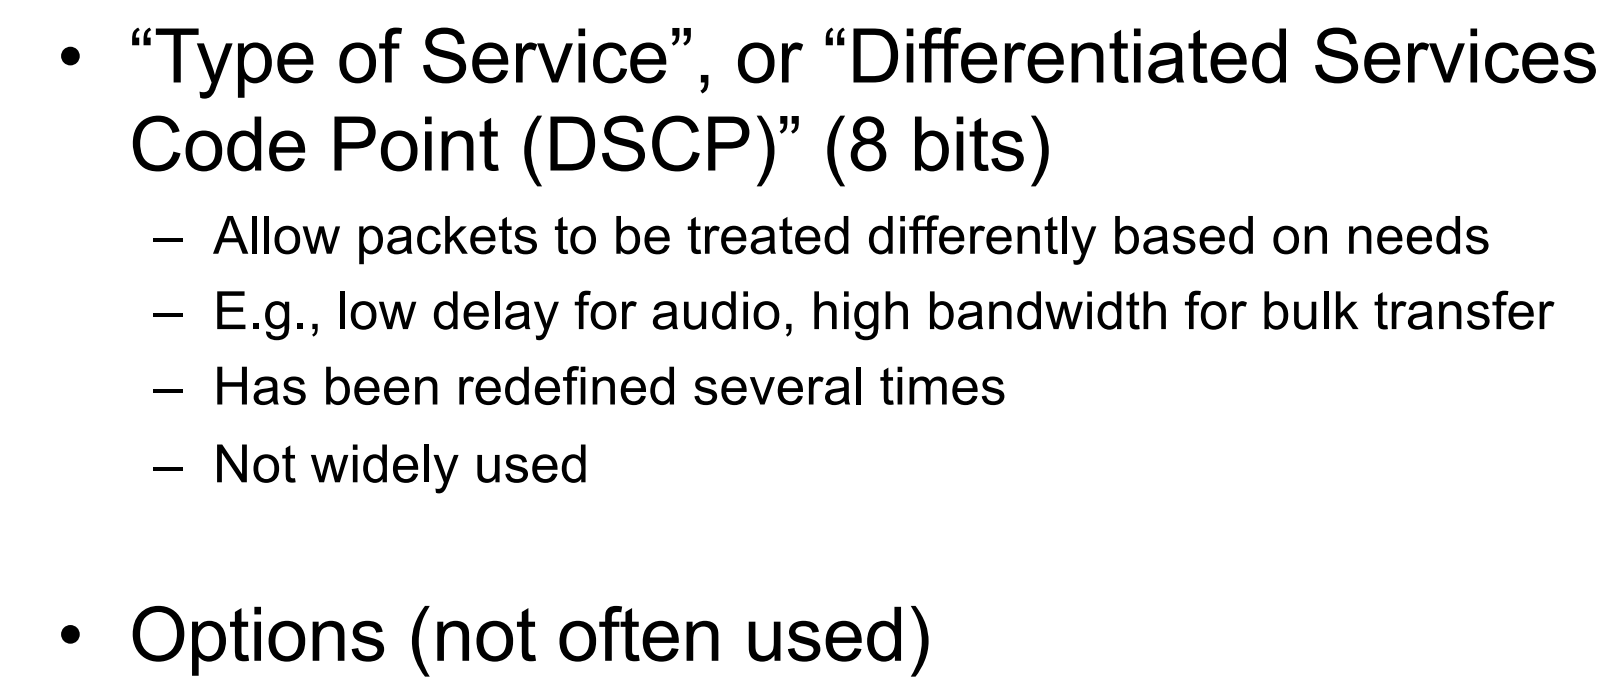 • “Type of Service”, or “Differentiated Services
Code Point (DSCP)” (8 bits)
– Allow packets to be treated differently based on needs
– E.g., low delay for audio, high bandwidth for bulk transfer
– Has been redefined several times
– Not widely used
• Options (not often used)